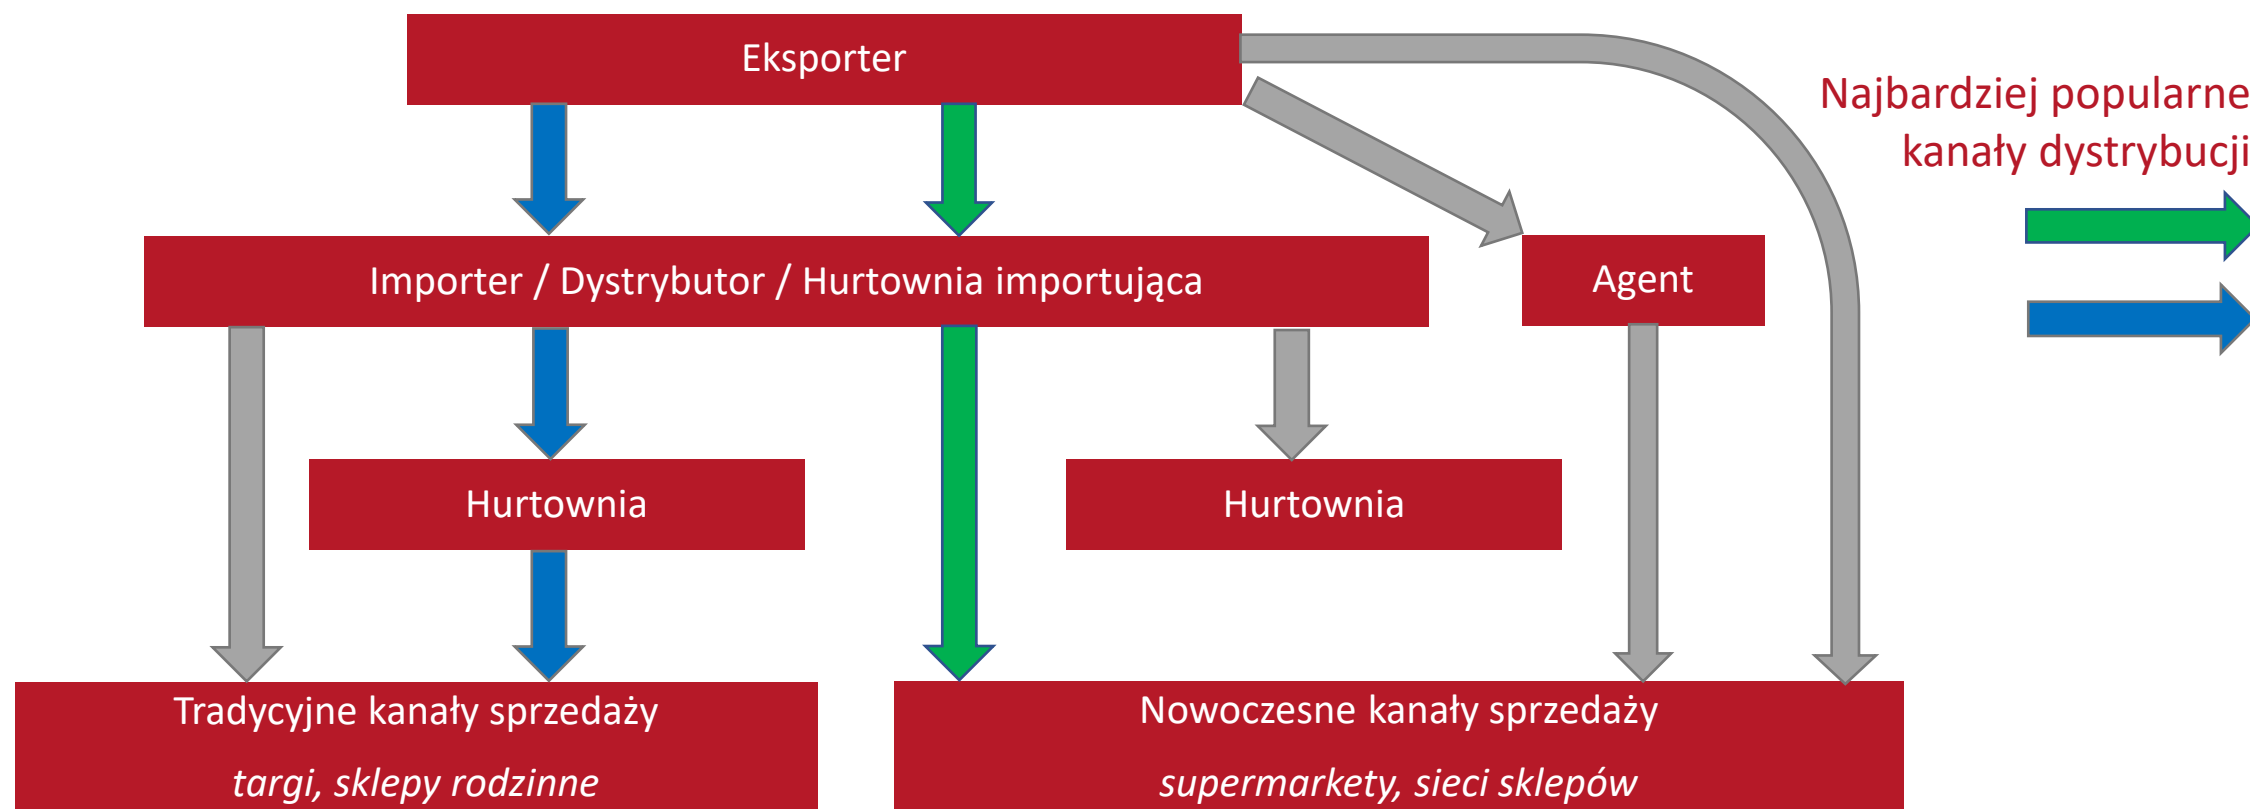 Eksporter
Najbardziej popularne
kanały dystrybucji
Importer / Dystrybutor / Hurtownia importująca
Agent
Hurtownia
Hurtownia
Tradycyjne kanały sprzedaży
targi, sklepy rodzinne
Nowoczesne kanały sprzedaży
supermarkety, sieci sklepów